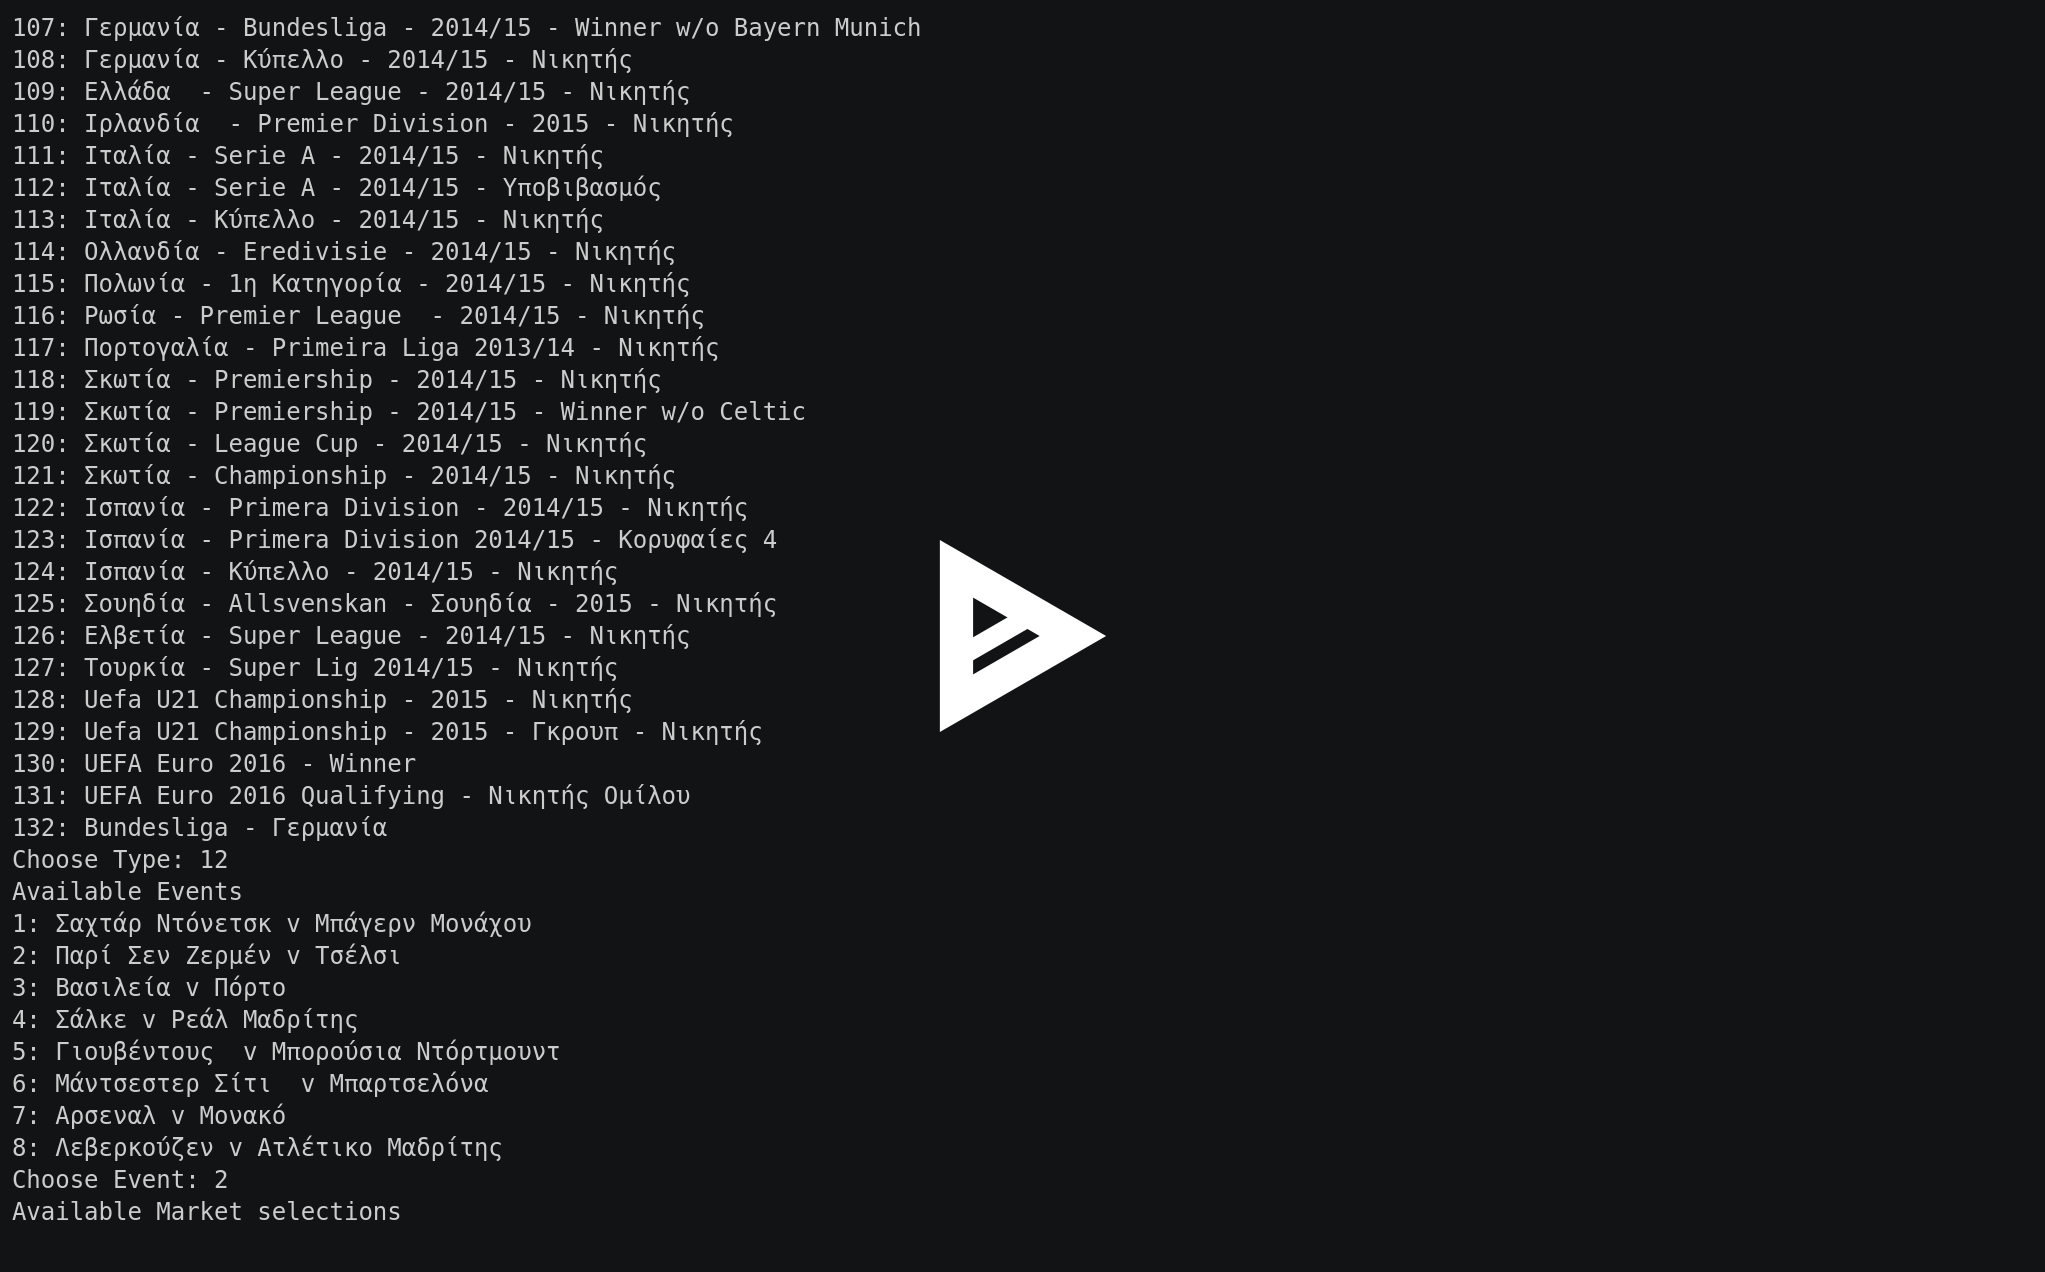 107: Γερμανία - Bundesliga - 2014/15 - Winner w/o Bayern Munich
108: Γερμανία - Κύπελλο - 2014/15 - Νικητής
109: Ελλάδα  - Super League - 2014/15 - Νικητής
110: Ιρλανδία  - Premier Division - 2015 - Νικητής
111: Ιταλία - Serie A - 2014/15 - Νικητής
112: Ιταλία - Serie A - 2014/15 - Υποβιβασμός
113: Ιταλία - Κύπελλο - 2014/15 - Νικητής
114: Ολλανδία - Eredivisie - 2014/15 - Νικητής
115: Πολωνία - 1η Κατηγορία - 2014/15 - Νικητής
116: Ρωσία - Premier League  - 2014/15 - Νικητής
117: Πορτογαλία - Primeira Liga 2013/14 - Νικητής
118: Σκωτία - Premiership - 2014/15 - Νικητής
119: Σκωτία - Premiership - 2014/15 - Winner w/o Celtic
120: Σκωτία - League Cup - 2014/15 - Νικητής
121: Σκωτία - Championship - 2014/15 - Νικητής
122: Ισπανία - Primera Division - 2014/15 - Νικητής
123: Ισπανία - Primera Division 2014/15 - Κορυφαίες 4
124: Ισπανία - Κύπελλο - 2014/15 - Νικητής
125: Σουηδία - Allsvenskan - Σουηδία - 2015 - Νικητής
126: Ελβετία - Super League - 2014/15 - Νικητής
127: Τουρκία - Super Lig 2014/15 - Νικητής
128: Uefa U21 Championship - 2015 - Νικητής
129: Uefa U21 Championship - 2015 - Γκρουπ - Νικητής
130: UEFA Euro 2016 - Winner
131: UEFA Euro 2016 Qualifying - Νικητής Ομίλου
132: Bundesliga - Γερμανία
Choose Type: 12
Available Events
1: Σαχτάρ Ντόνετσκ v Μπάγερν Μονάχου
2: Παρί Σεν Ζερμέν v Τσέλσι
3: Βασιλεία v Πόρτο
4: Σάλκε v Ρεάλ Μαδρίτης
5: Γιουβέντους  v Μπορούσια Ντόρτμουντ
6: Μάντσεστερ Σίτι  v Μπαρτσελόνα
7: Αρσεναλ v Μονακό
8: Λεβερκούζεν v Ατλέτικο Μαδρίτης
Choose Event: 2
Available Market selections